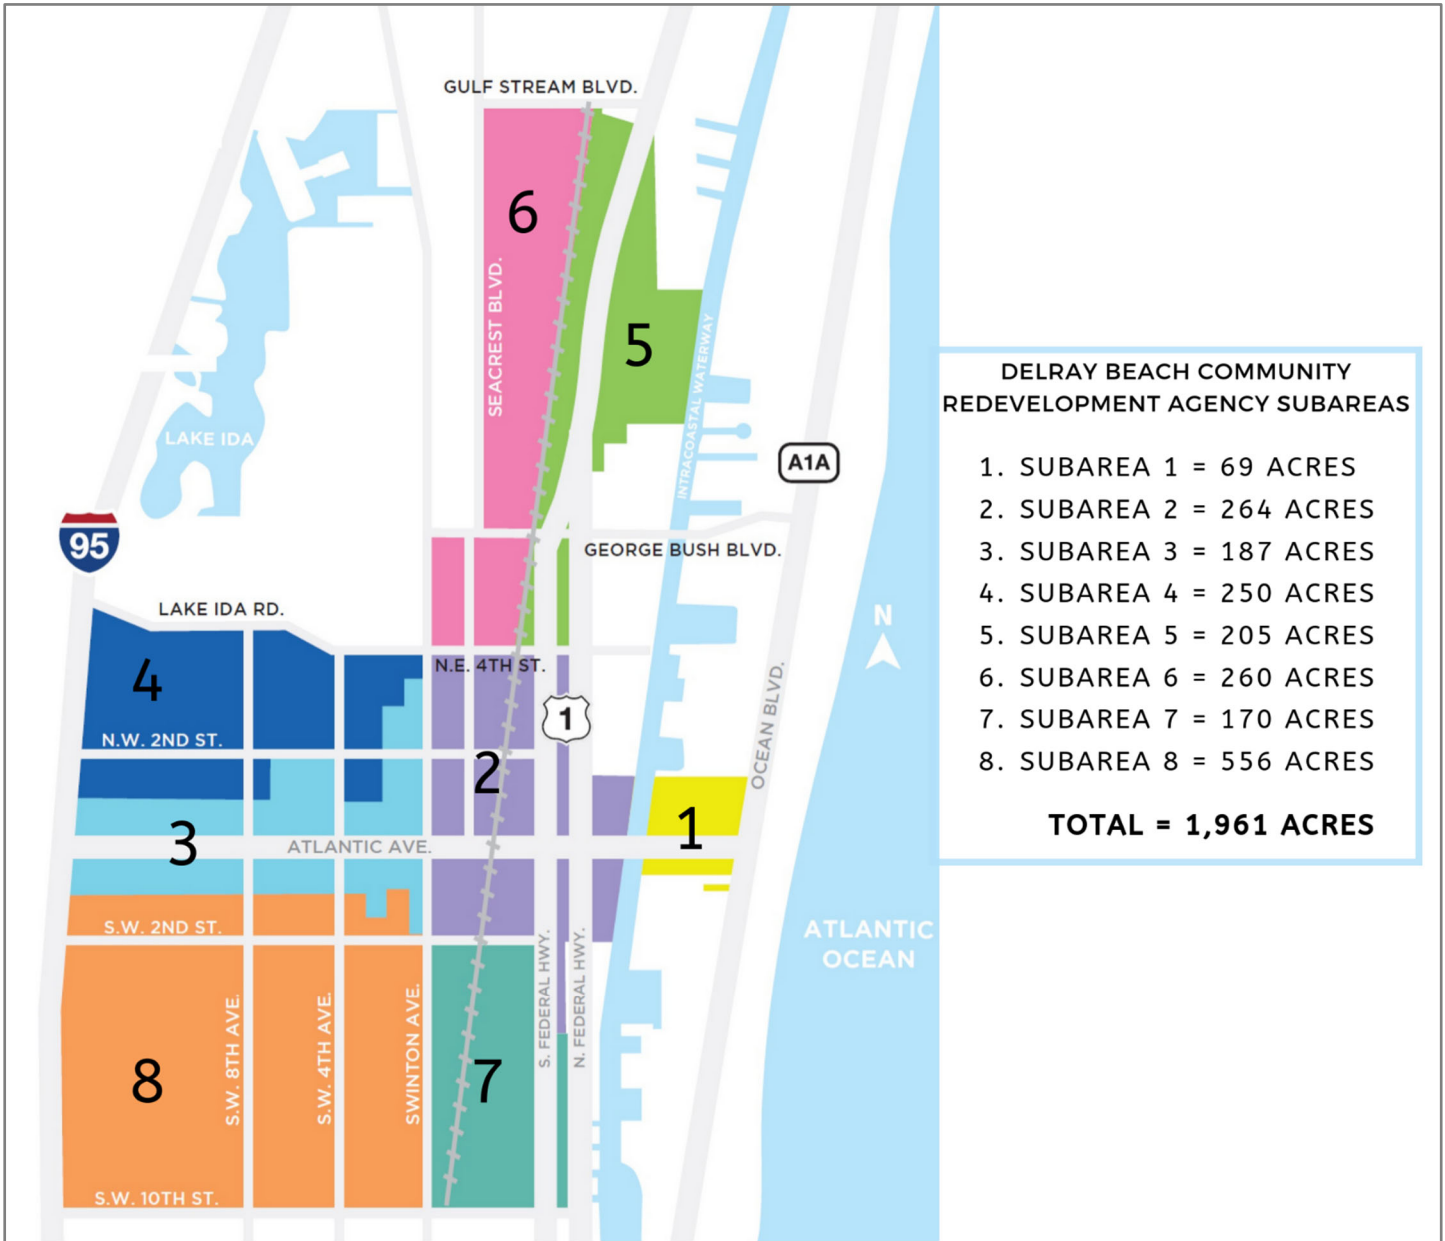 GULF STREAM BLVD.
6
SEACREST BLVD.
5
INTRACOASTAL WATERWAY
LAKE IDA
A1A
95
GEORGE BUSH BLVD.
LAKE IDA RD.
N
4
N.E. 4TH ST.
1
N.W. 2ND ST.
2
OCEAN BLVD.
3
1
ATLANTIC AVE.
S.W. 2ND ST.
ATLANTIC
OCEAN
S.W. 8TH AVE.
S.W. 4TH AVE.
SWINTON AVE.
S. FEDERAL HWY.
N. FEDERAL HWY.
8
7
S.W. 10TH ST.
DELRAY BEACH COMMUNITY
REDEVELOPMENT AGENCY SUBAREAS
1. SUBAREA 1 = 69 ACRES
2. SUBAREA 2 = 264 ACRES
3. SUBAREA 3 = 187 ACRES
4. SUBAREA 4 = 250 ACRES
5. SUBAREA 5 = 205 ACRES
6. SUBAREA 6 = 260 ACRES
7. SUBAREA 7 = 170 ACRES
8. SUBAREA 8 = 556 ACRES
TOTAL = 1,961 ACRES